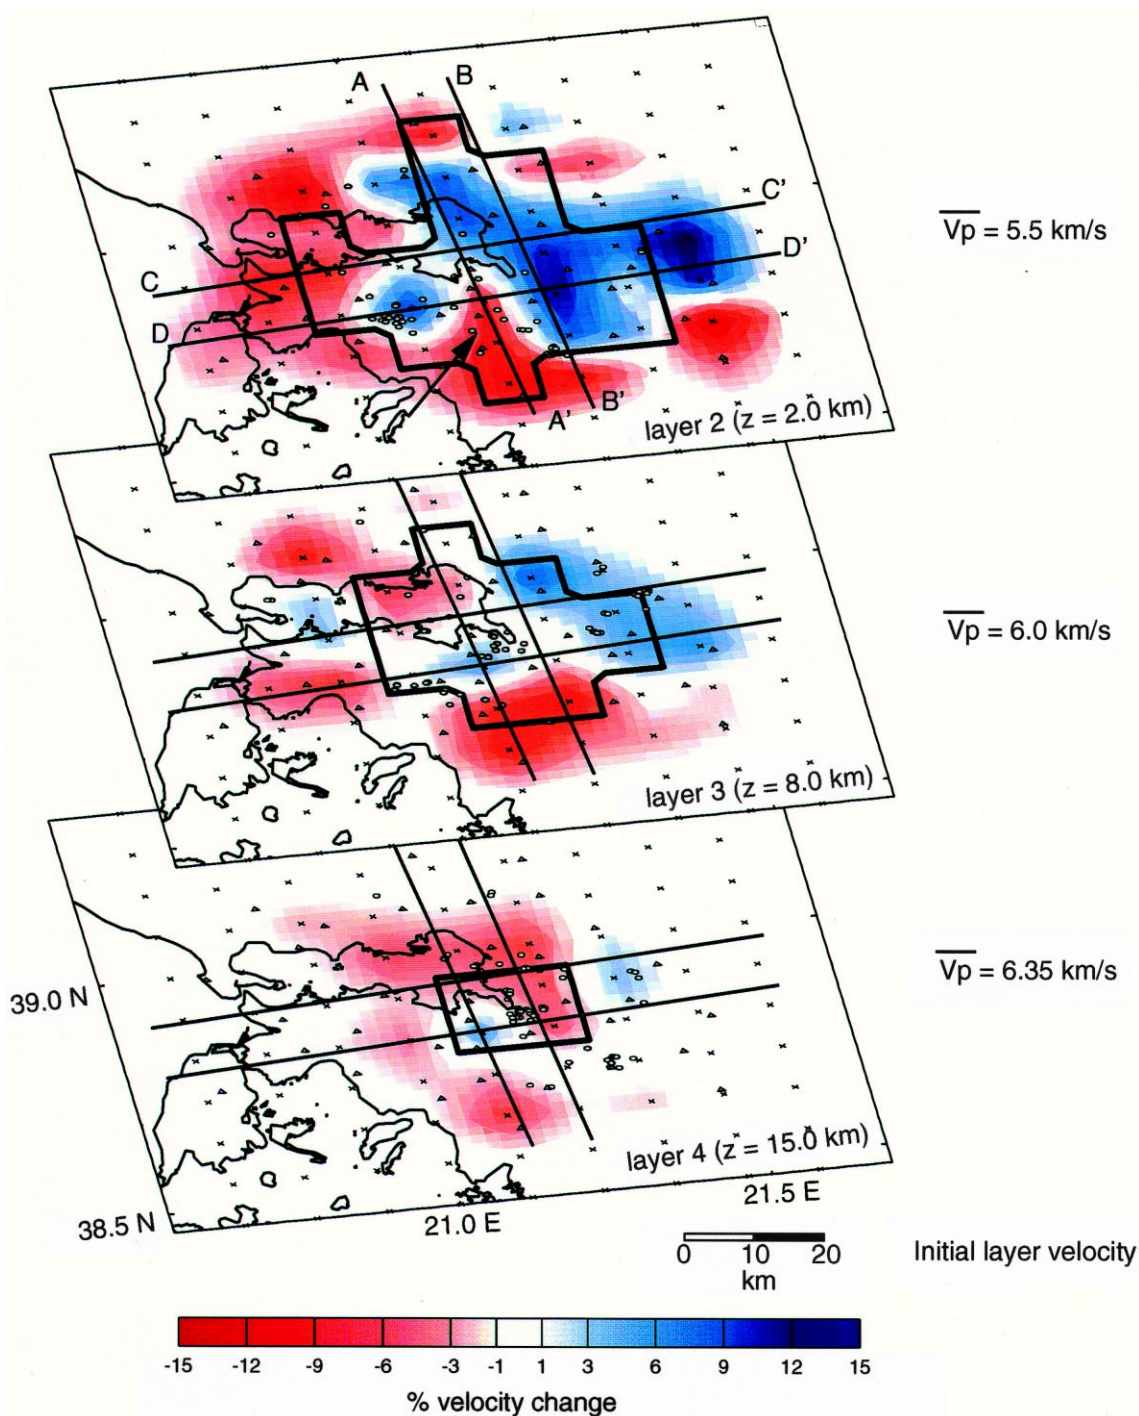 A
B
C'
Vp = 5.5 km/s
D'
C
D
A'
B'
layer 2 (z = 2.0 km)
Vp = 6.0 km/s
layer 3 (z = 8.0 km)
Vp = 6.35 km/s
39.0 N
layer 4 (z = 15.0 km)
38.5 N
21.0 E
21.5 E
0 10 20
km
Initial layer velocity
-15 -12 -9 -6 -3 -1 1 3 6 9 12 15
% velocity change